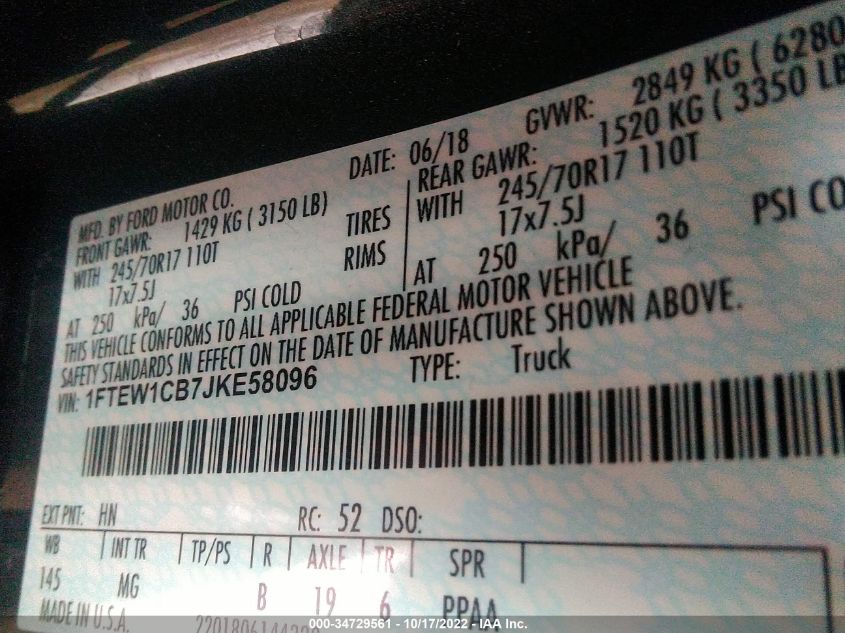 MFD. BY FORD MOTOR CO.
DATE: 06/18
GVWR: 2849 KG ( 6280
FRONT GAWR: 1429 KG ( 3150 LB)
REAR GAWR: 1520 KG ( 3350 LB
WITH 245/70R17 110T
TIRES
WITH 245/70R17 110T
17x7.5J
RIMS
17x7.5J
AT 250 kPa/ 36 PSI COLD
AT 250 kPa/ 36 PSI CO
THIS VEHICLE CONFORMS TO ALL APPLICABLE FEDERAL MOTOR VEHICLE
SAFETY STANDARDS IN EFFECT ON THE DATE OF MANUFACTURE SHOWN ABOVE.
VIN: 1FTEW1CB7JKE58096
TYPE: Truck
EXT PNT: HN RC: 52 DSO:
WB INT TR TP/PS R AXLE TR SPR
145 MG B 19 6 PPAA
MADE IN U.S.A.
000-34729561 - 10/17/2022 - IAA Inc.